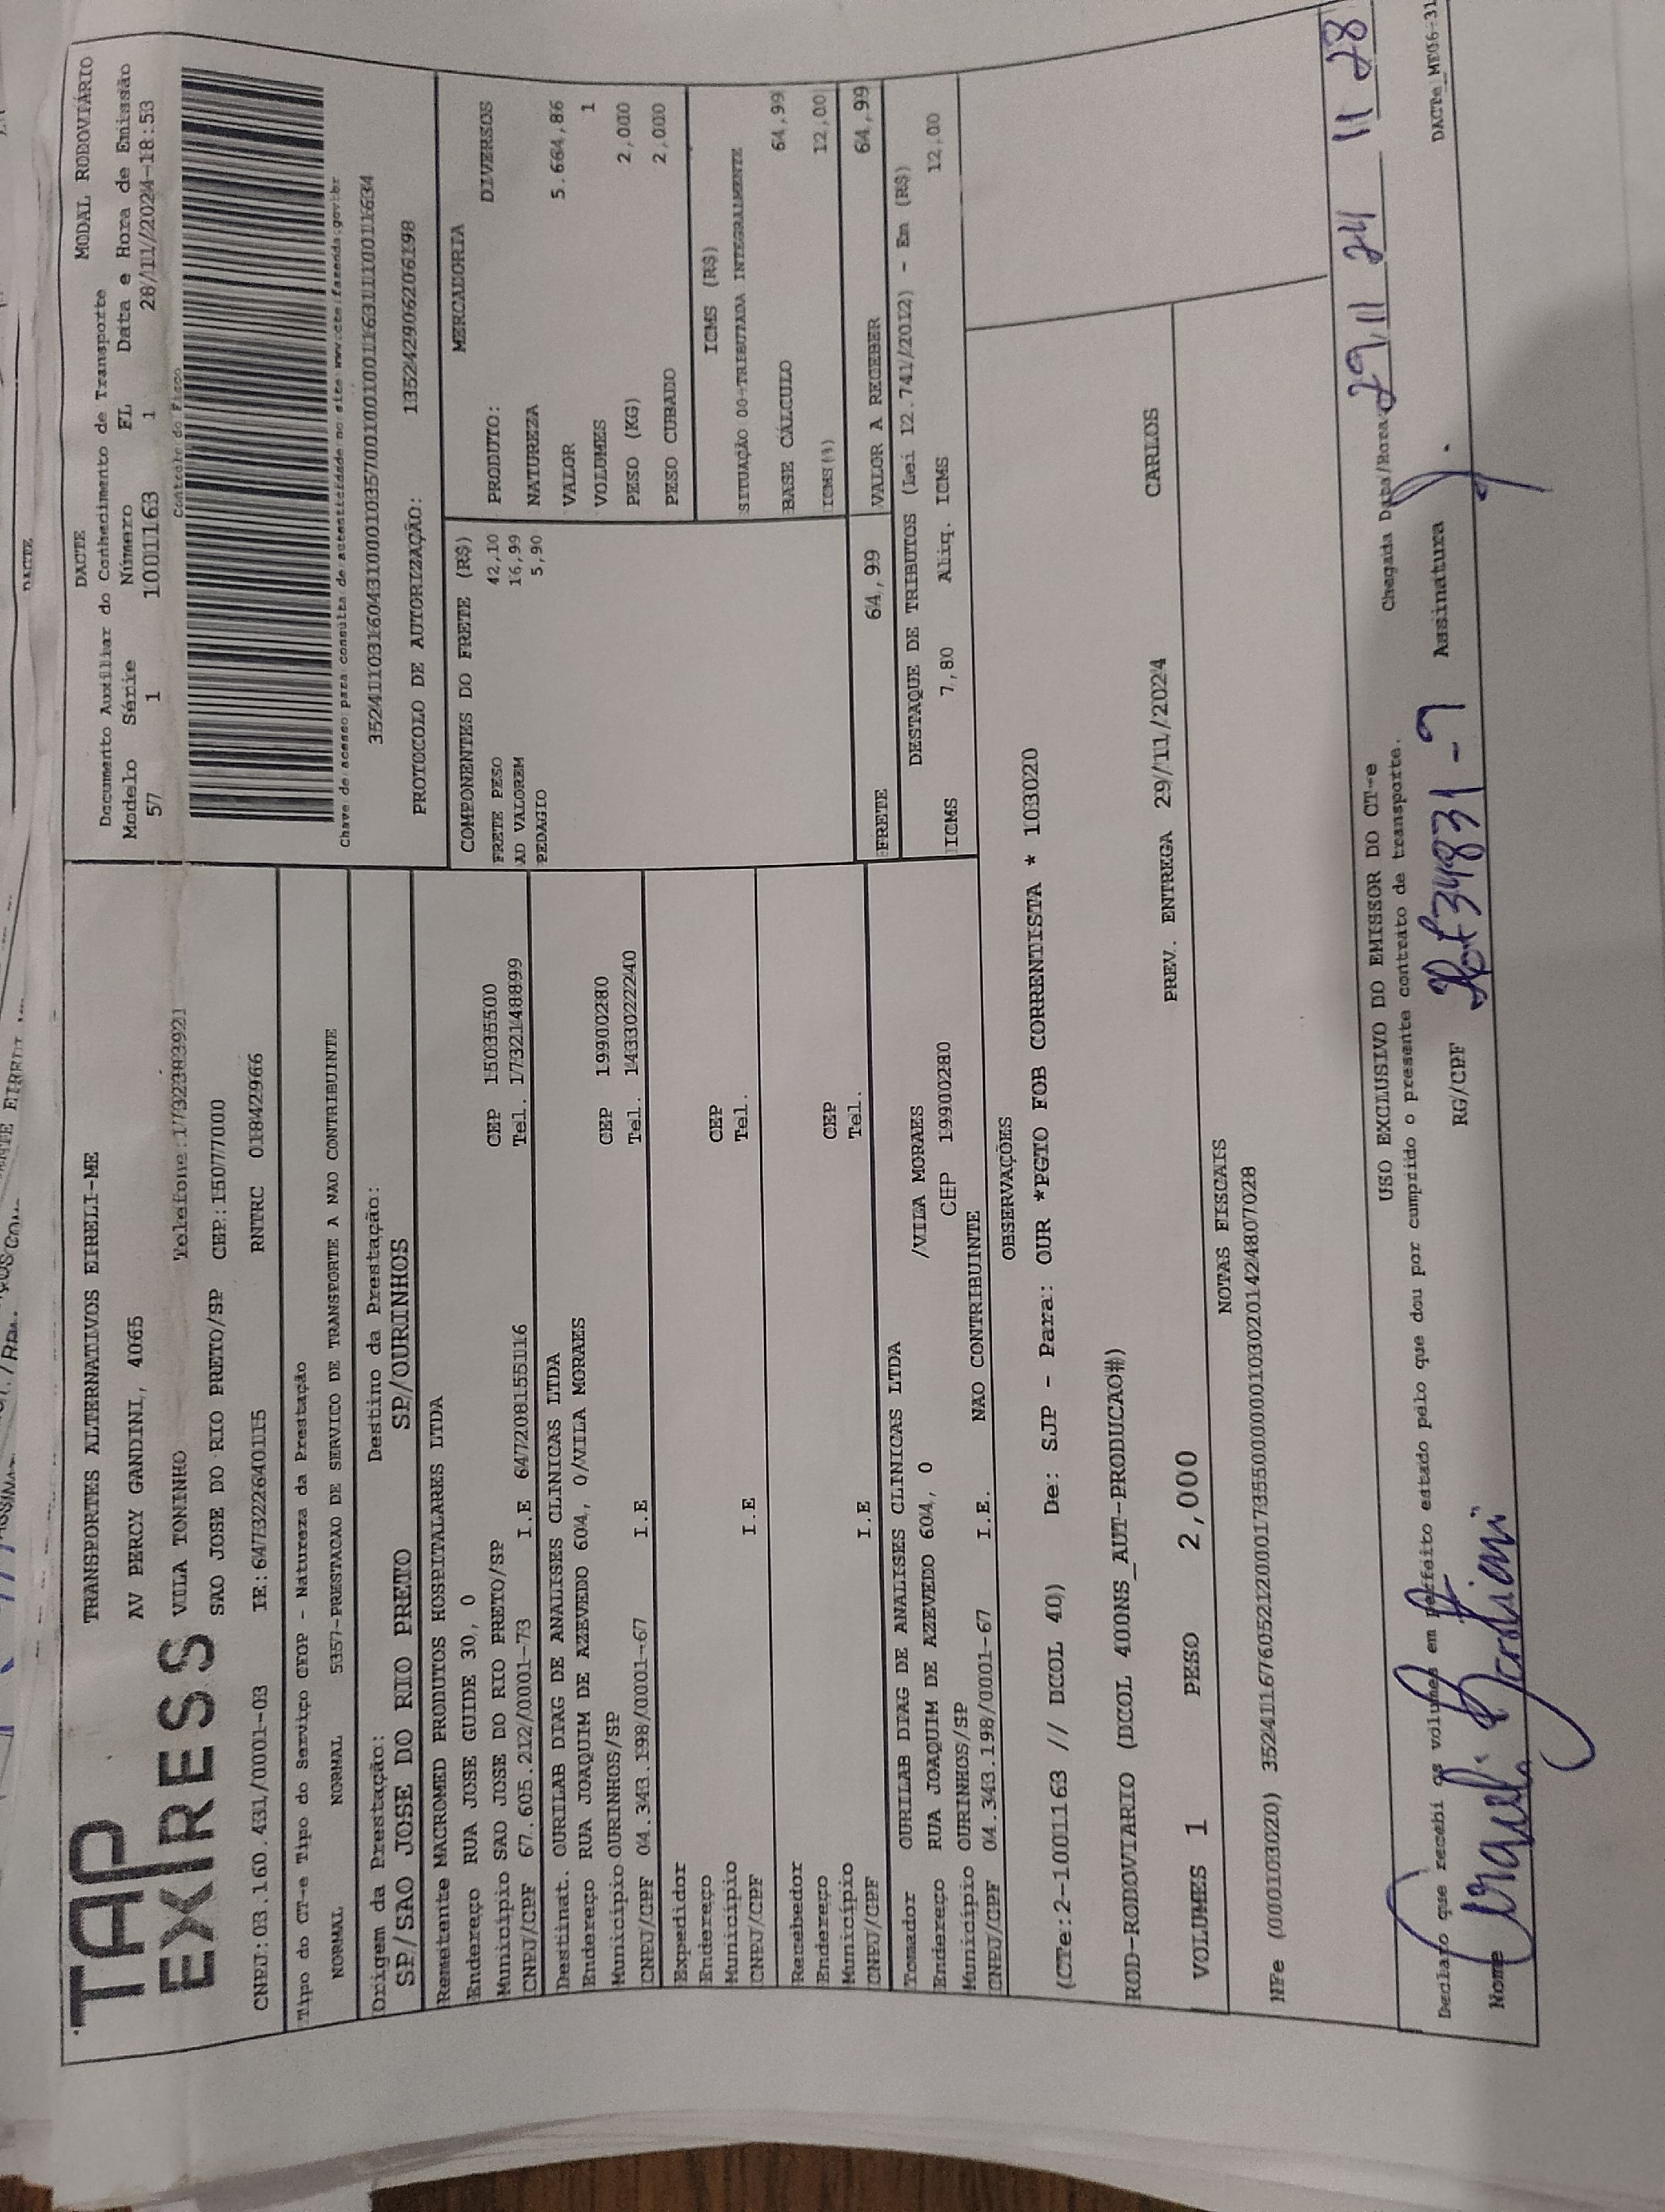 DACTE
TAP
EXPRESS
TRANSPORTES ALTERNATIVOS EIRELI-ME
AV PERCY GANDINI, 4065
VILA TONINHO Telefone:1732393921
SAO JOSE DO RIO PRETO/SP CEP:15077000
CNPJ:03.160.431/0001-03 IE:647322640115 RNTRC 01842966
DACTE MODAL RODOVIÁRIO
Documento Auxiliar do Conhecimento de Transporte
Modelo Série Número FL Data e Hora de Emissão
57 1 1001163 1 28/11/2024-18:53
Controle do Fisco
Chave de acesso para consulta de autenticidade no site www.cte.fazenda.gov.br
PROTOCOLO DE AUTORIZAÇÃO: 135242906206198
Tipo do CT-e Tipo do Serviço CFOP - Natureza da Prestação
NORMAL NORMAL 5357-PRESTACAO DE SERVICO DE TRANSPORTE A NAO CONTRIBUINTE
Origem da Prestação: Destino da Prestação:
SP/SAO JOSE DO RIO PRETO SP/OURINHOS
Remetente MACROMED PRODUTOS HOSPITALARES LTDA
Endereço RUA JOSE GUIDE 30, 0 CEP 15035500
Município SAO JOSE DO RIO PRETO/SP Tel. 1732148899
CNPJ/CPF 67.605.212/0001-73 I.E 647208155116
Destinat. OURILAB DIAG DE ANALISES CLINICAS LTDA
Endereço RUA JOAQUIM DE AZEVEDO 604, 0/VILA MORAES CEP 19900280
Município OURINHOS/SP Tel. 1433022240
CNPJ/CPF 04.343.198/0001-67 I.E
Expedidor
Endereço CEP
Município Tel.
CNPJ/CPF I.E
Recebedor
Endereço CEP
Município Tel.
CNPJ/CPF I.E
Tomador OURILAB DIAG DE ANALISES CLINICAS LTDA
Endereço RUA JOAQUIM DE AZEVEDO 604, 0 /VILA MORAES
Município OURINHOS/SP CEP 19900280
CNPJ/CPF 04.343.198/0001-67 I.E. NAO CONTRIBUINTE
COMPONENTES DO FRETE (R$)
FRETE PESO 42,10
AD VALOREM 16,99
PEDAGIO 5,90
FRETE 64,99
MERCADORIA
PRODUTO: DIVERSOS
NATUREZA
VALOR 5.664,86
VOLUMES 1
PESO (KG) 2,000
PESO CUBADO 2,000
ICMS (R$)
SITUAÇÃO 00-TRIBUTADA INTEGRALMENTE
BASE CÁLCULO 64,99
ICMS(%) 12,00
VALOR A RECEBER 64,99
DESTAQUE DE TRIBUTOS (Lei 12.741/2012) - Em (R$)
ICMS 7,80 Aliq. ICMS 12,00
OBSERVAÇÕES
(CTe:2-1001163 // DCOL 40) De: SJP - Para: OUR *PGTO FOB CORRENTISTA * 103020
ROD-RODOVIARIO (DCOL 400NS_AUT-PRODUCAO#)
VOLUMES 1 PESO 2,000 PREV. ENTREGA 29/11/2024 CARLOS
NOTAS FISCAIS
NFe (000103020)
USO EXCLUSIVO DO EMISSOR DO CT-e
Declaro que recebi os volumes em perfeito estado pelo que dou por cumprido o presente contrato de transporte. Chegada Data/Hora 29 11 24 11 28
Nome RG/CPF Assinatura